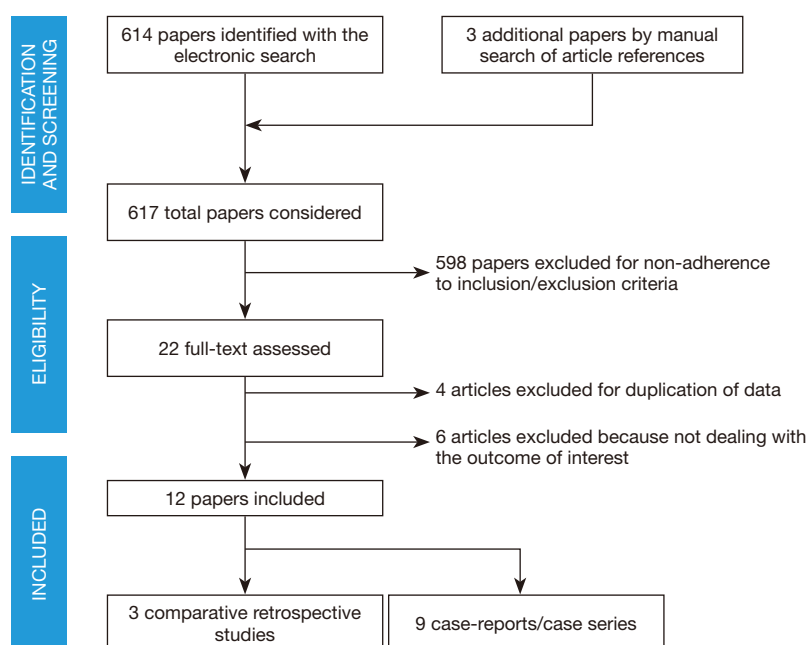 IDENTIFICATION
AND SCREENING
614 papers identified with the
electronic search
3 additional papers by manual
search of article references
617 total papers considered
ELIGIBILITY
598 papers excluded for non-adherence
to inclusion/exclusion criteria
22 full-text assessed
4 articles excluded for duplication of data
6 articles excluded because not dealing with
the outcome of interest
INCLUDED
12 papers included
3 comparative retrospective
studies
9 case-reports/case series